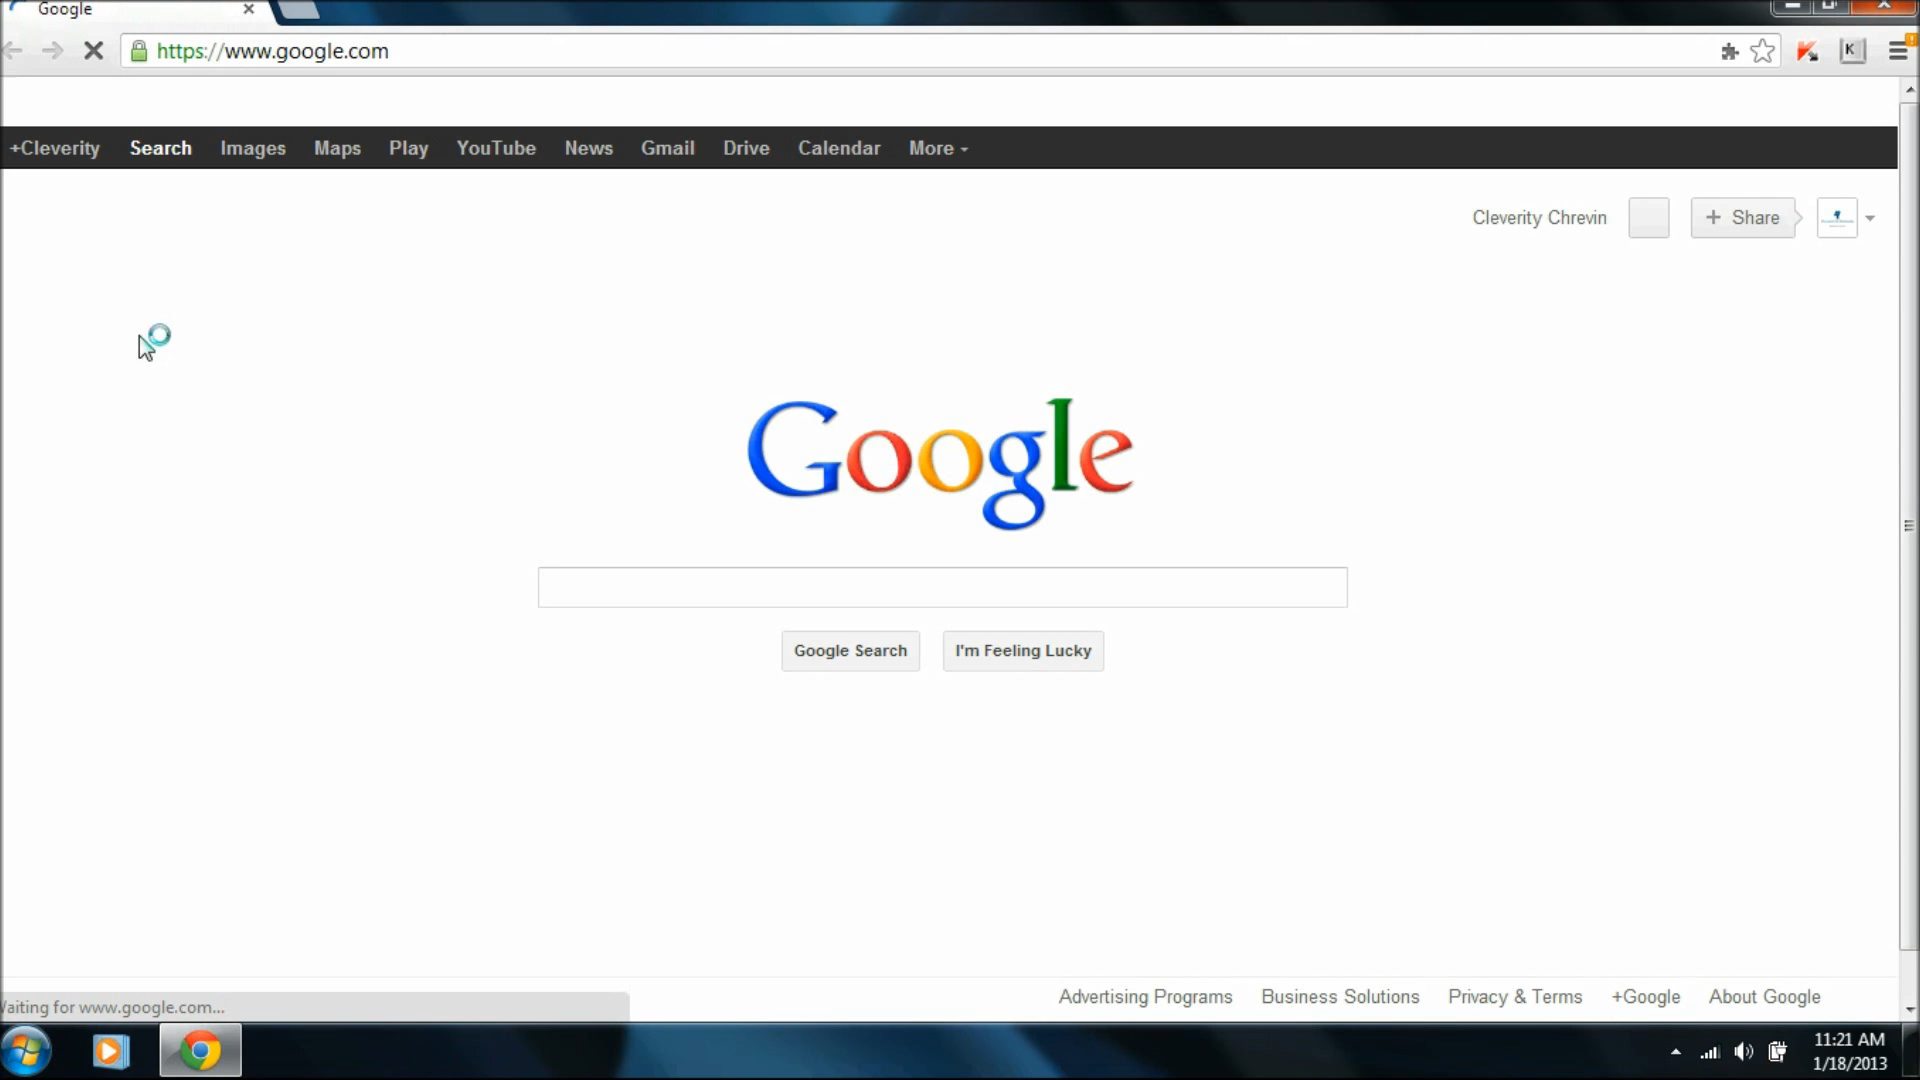 Google
https://www.google.com
K
+Cleverity Search Images Maps Play YouTube News Gmail Drive Calendar More
Cleverity Chrevin + Share
Google
Google Search I'm Feeling Lucky
Advertising Programs Business Solutions Privacy & Terms +Google About Google
Waiting for www.google.com...
11:21 AM
1/18/2013